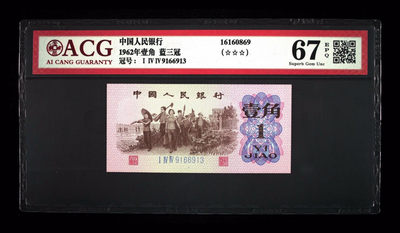 ACG
AI CANG GUARANTY
中国人民银行
1962年壹角 蓝三冠
冠号： I IV IV 9166913
16160869
(☆☆☆)
67 EPQ
Superb Gem Unc
中国人民银行
壹角
1
YI
JIAO
I IV IV 9166913